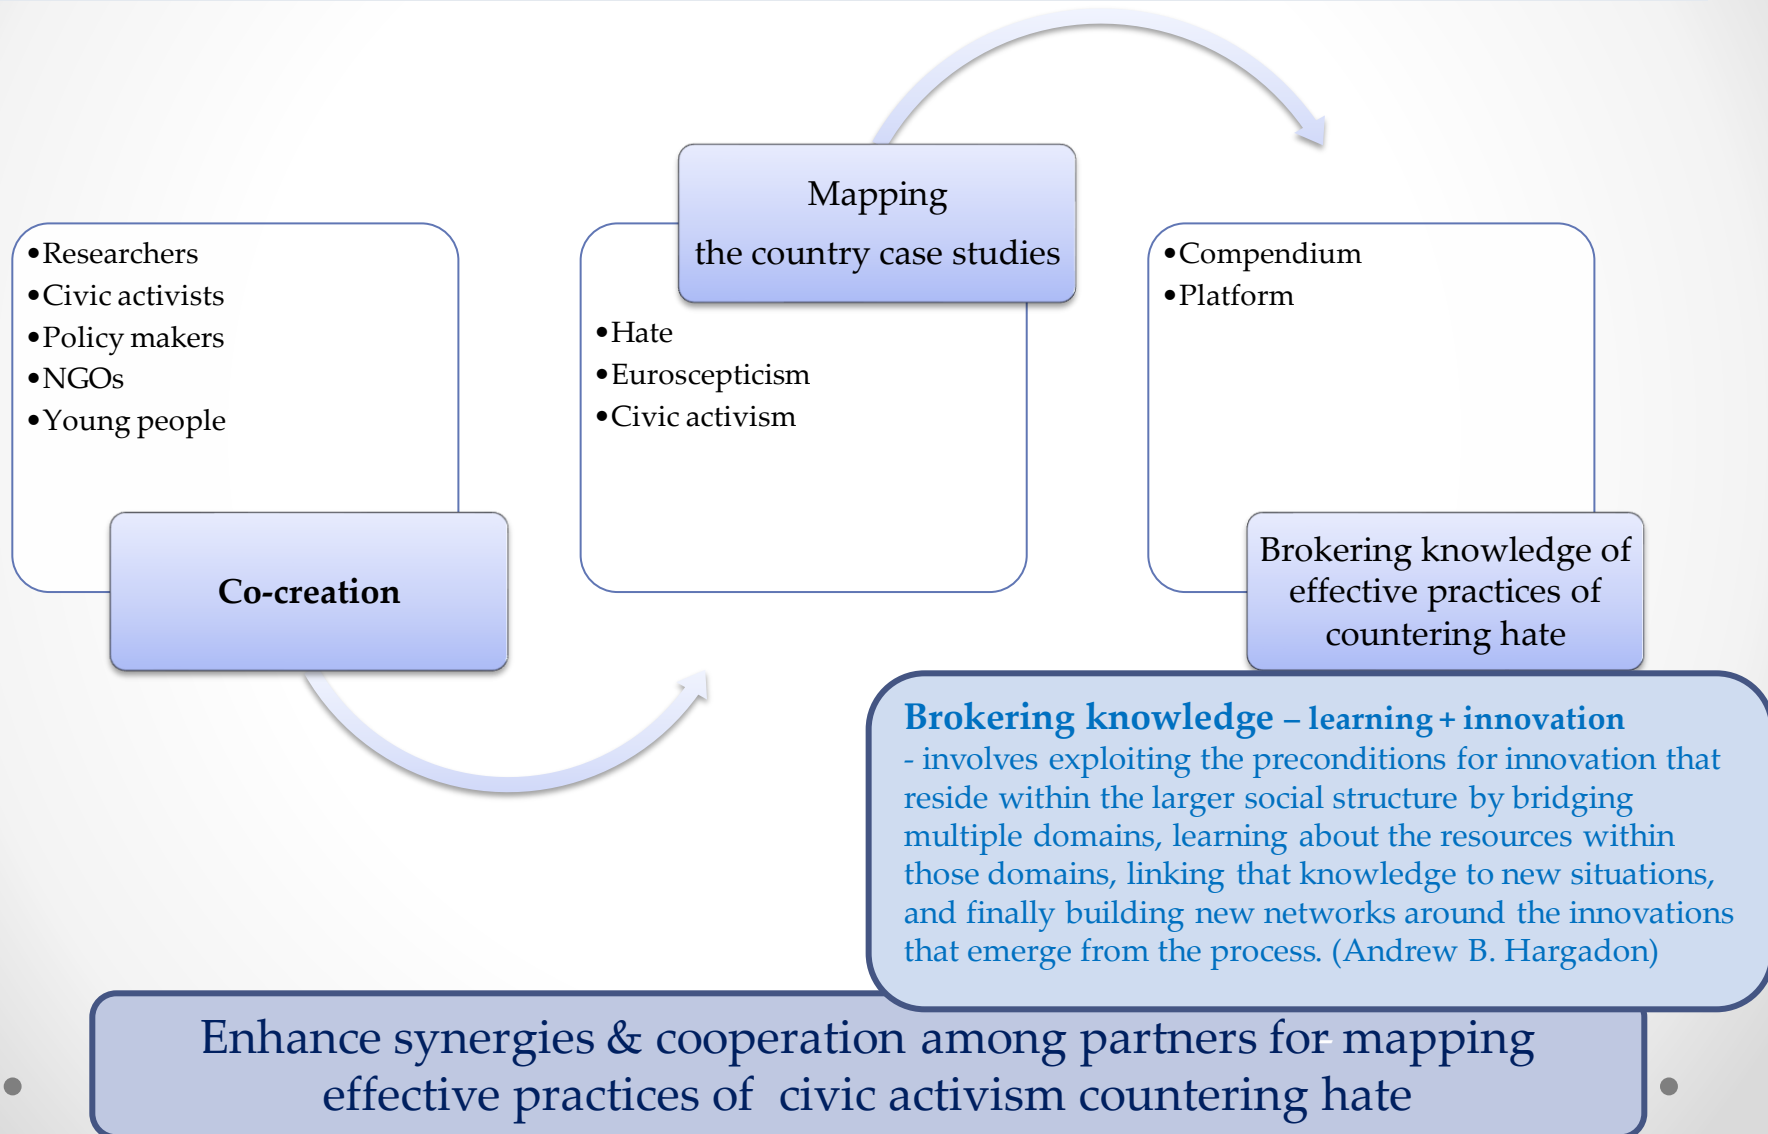 •Researchers
•Civic activists
•Policy makers
•NGOs
•Young people
Co-creation
Mapping
the country case studies
•Hate
•Euroscepticism
•Civic activism
•Compendium
•Platform
Brokering knowledge of
effective practices of
countering hate
Brokering knowledge – learning + innovation
- involves exploiting the preconditions for innovation that
reside within the larger social structure by bridging
multiple domains, learning about the resources within
those domains, linking that knowledge to new situations,
and finally building new networks around the innovations
that emerge from the process. (Andrew B. Hargadon)
Enhance synergies & cooperation among partners for mapping
effective practices of civic activism countering hate